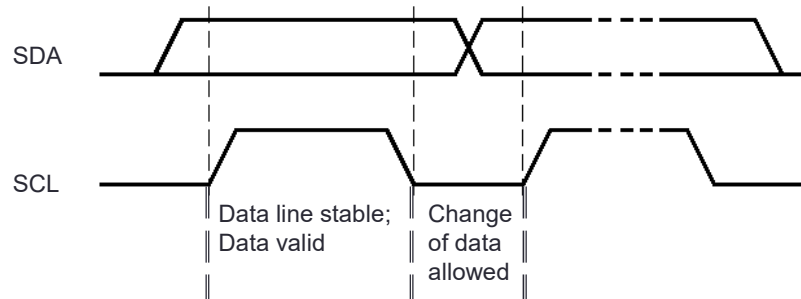 SDA
SCL
Data line stable;
Data valid
Change
of data
allowed